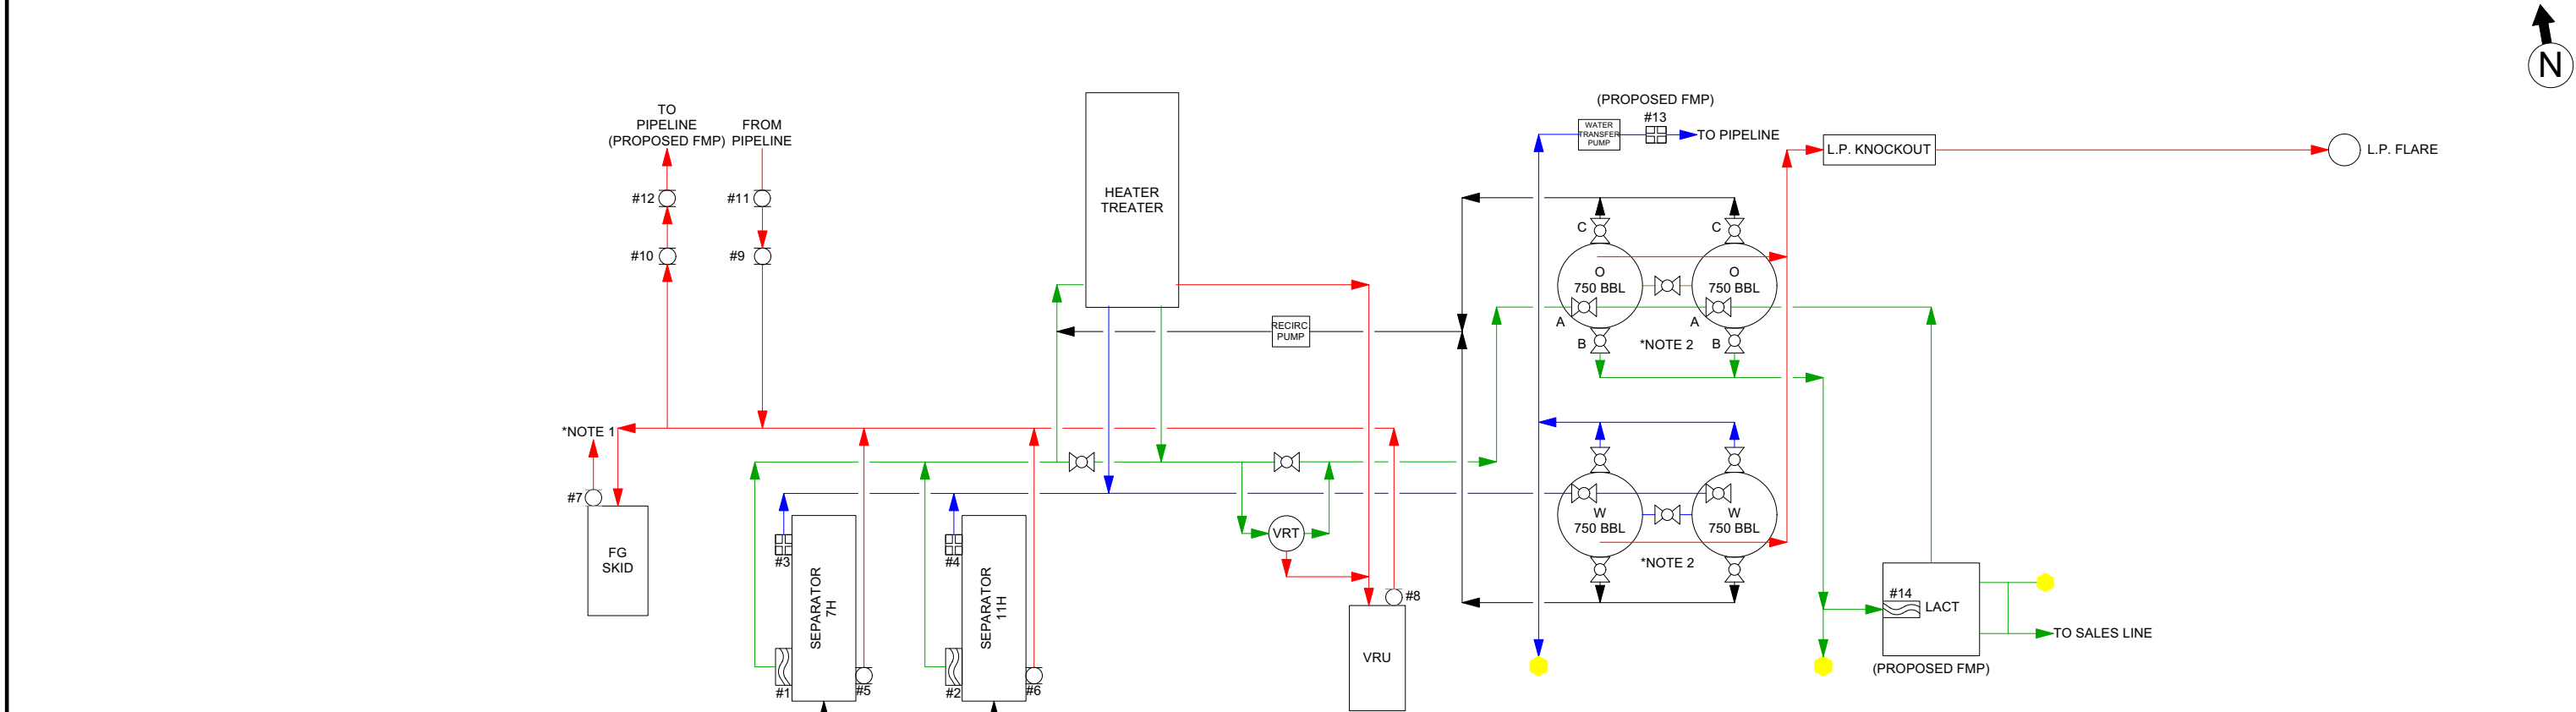 N
TO
PIPELINE
(PROPOSED FMP)
FROM
PIPELINE
#12
#11
#10
#9
HEATER
TREATER
(PROPOSED FMP)
#13
WATER
TRANSFER
PUMP
TO PIPELINE
L.P. KNOCKOUT
L.P. FLARE
C
C
O
750 BBL
O
750 BBL
A
A
B
*NOTE 2
B
RECIRC.
PUMP
*NOTE 1
#7
FG
SKID
#3
SEPARATOR
7H
#1
#5
#4
SEPARATOR
11H
#2
#6
VRT
#8
VRU
W
750 BBL
W
750 BBL
*NOTE 2
#14
LACT
(PROPOSED FMP)
TO SALES LINE